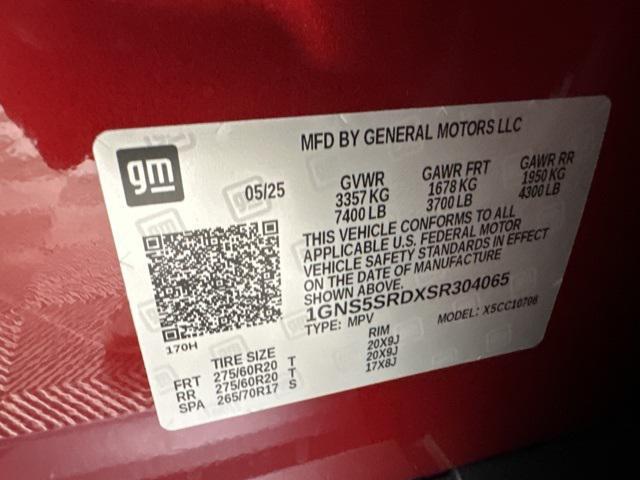 MFD BY GENERAL MOTORS LLC
gm
05/25
GVWR
3357 KG
7400 LB
GAWR FRT
1678 KG
3700 LB
GAWR RR
1950 KG
4300 LB
THIS VEHICLE CONFORMS TO ALL
APPLICABLE U.S. FEDERAL MOTOR
VEHICLE SAFETY STANDARDS IN EFFECT
ON THE DATE OF MANUFACTURE
SHOWN ABOVE.
1GNS5SRDXSR304065
TYPE: MPV
MODEL: X5CC10706
170H
TIRE SIZE RIM
FRT 275/60R20 T 20X9J
RR 275/60R20 T 20X9J
SPA 265/70R17 S 17X8J